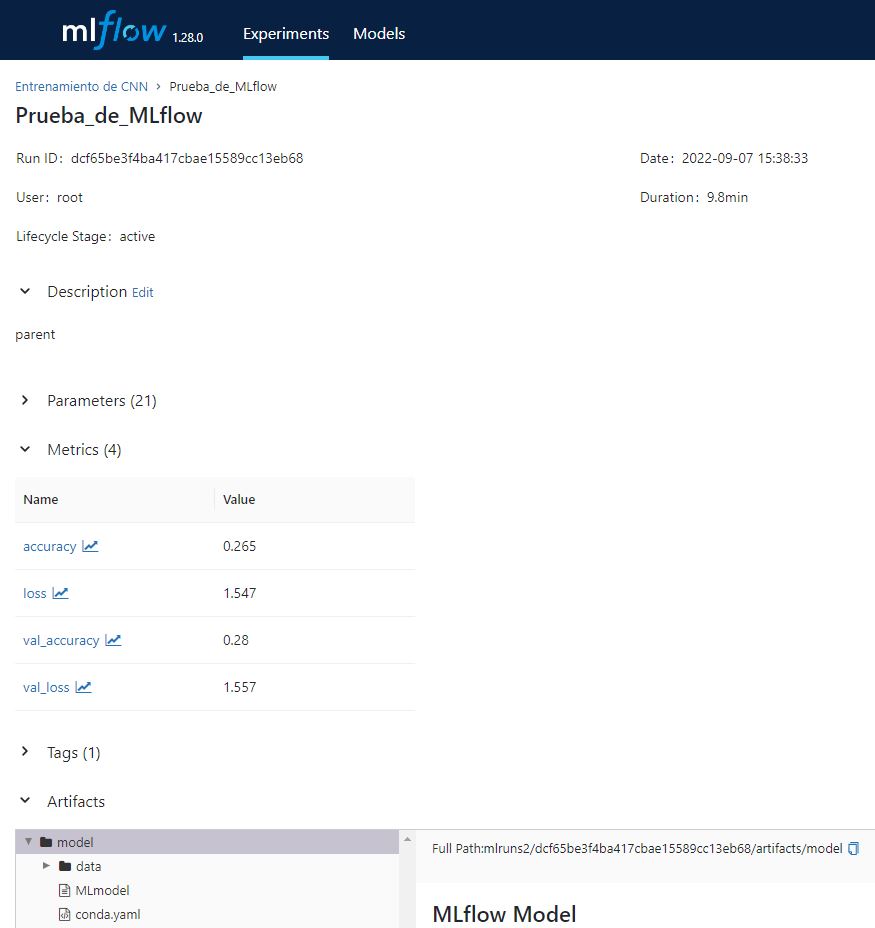 mlflow 1.28.0 Experiments Models
Entrenamiento de CNN › Prueba_de_MLflow
Prueba_de_MLflow
Run ID: dcf65be3f4ba417cbae15589cc13eb68 Date: 2022-09-07 15:38:33
User: root Duration: 9.8min
Lifecycle Stage: active
Description Edit
parent
Parameters (21)
Metrics (4)
Name Value
accuracy 0.265
loss 1.547
val_accuracy 0.28
val_loss 1.557
Tags (1)
Artifacts
model
data
MLmodel
conda.yaml
Full Path:mlruns2/dcf65be3f4ba417cbae15589cc13eb68/artifacts/model
MLflow Model